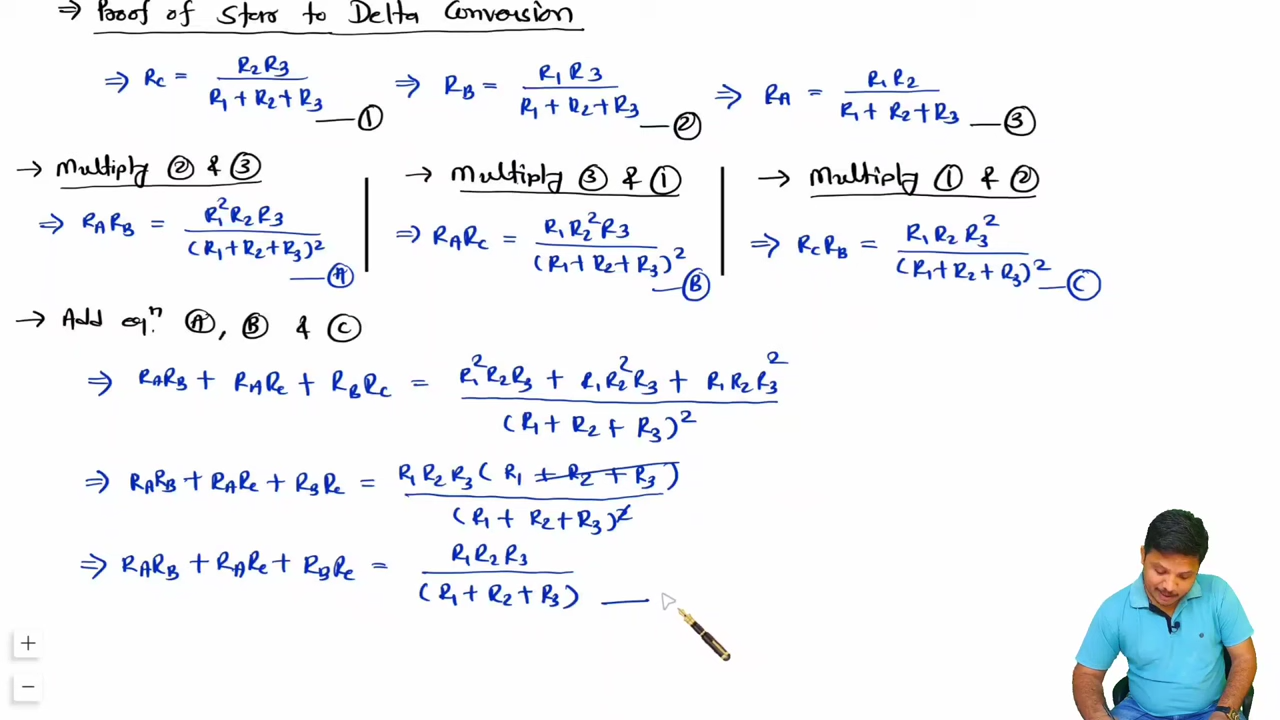 ⇒ Proof of Star to Delta Conversion
⇒ RC = R2R3 / R1 + R2 + R3 —① ⇒ RB = R1 R3 / R1 + R2 + R3 —② ⇒ RA = R1 R2 / R1 + R2 + R3 —③
→ Multiply ② & ③
⇒ RARB = R1²R2R3 / (R1+R2+R3)² —Ⓐ
→ Multiply ③ & ①
⇒ RARC = R1R2²R3 / (R1+R2+R3)² —Ⓑ
→ Multiply ① & ②
⇒ RCRB = R1R2R3² / (R1+R2+R3)² —Ⓒ
→ Add eqn. Ⓐ, Ⓑ & Ⓒ
⇒ RARB + RARC + RBRC = R1²R2R3 + R1R2²R3 + R1R2R3² / (R1 + R2 + R3)²
⇒ RARB + RARC + RBRC = R1R2R3 (R1 + R2 + R3) / (R1 + R2 + R3)²
⇒ RARB + RARC + RBRC = R1R2R3 / (R1 + R2 + R3) —
+
−